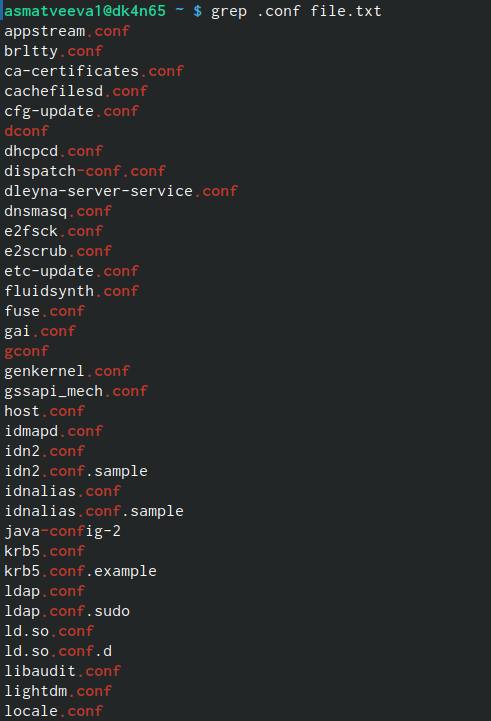 asmatveeva1@dk4n65 ~ $ grep .conf file.txt
appstream.conf
brltty.conf
ca-certificates.conf
cachefilesd.conf
cfg-update.conf
dconf
dhcpcd.conf
dispatch-conf.conf
dleyna-server-service.conf
dnsmasq.conf
e2fsck.conf
e2scrub.conf
etc-update.conf
fluidsynth.conf
fuse.conf
gai.conf
gconf
genkernel.conf
gssapi_mech.conf
host.conf
idmapd.conf
idn2.conf
idn2.conf.sample
idnalias.conf
idnalias.conf.sample
java-config-2
krb5.conf
krb5.conf.example
ldap.conf
ldap.conf.sudo
ld.so.conf
ld.so.conf.d
libaudit.conf
lightdm.conf
locale.conf